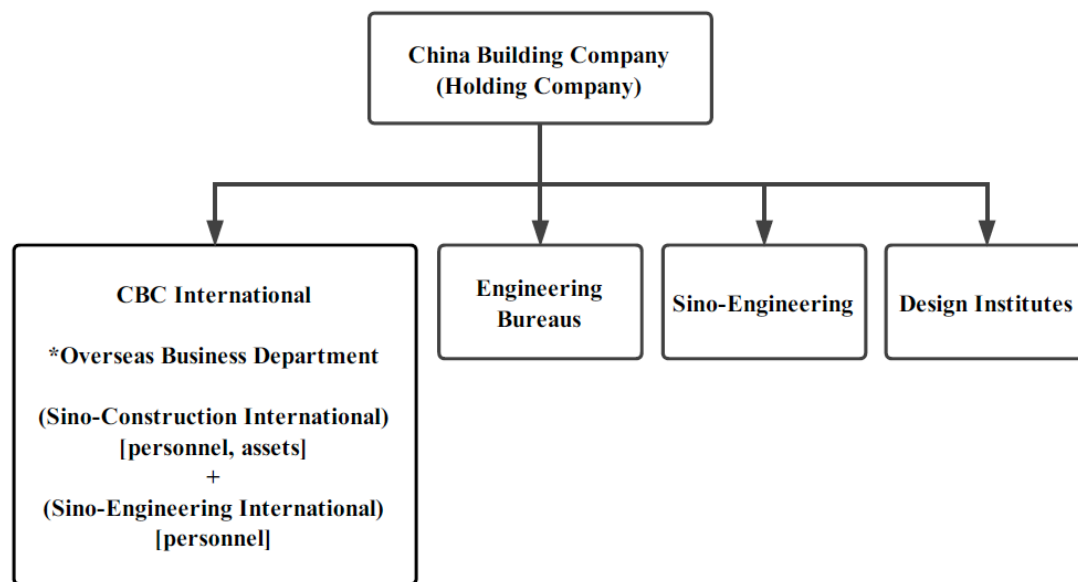 China Building Company
(Holding Company)
CBC International
*Overseas Business Department
(Sino-Construction International)
[personnel, assets]
+
(Sino-Engineering International)
[personnel]
Engineering
Bureaus
Sino-Engineering
Design Institutes